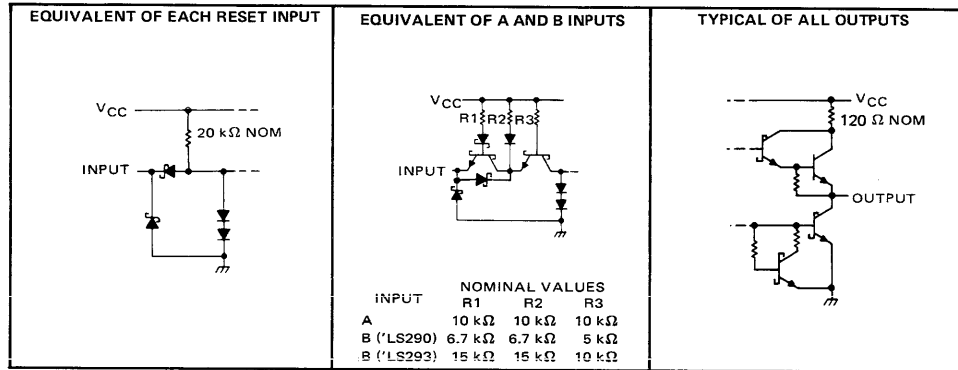 EQUIVALENT OF EACH RESET INPUT
VCC
20 kΩ NOM
INPUT
EQUIVALENT OF A AND B INPUTS
VCC
R1 R2 R3
INPUT
NOMINAL VALUES
INPUT R1 R2 R3
A 10 kΩ 10 kΩ 10 kΩ
B ('LS290) 6.7 kΩ 6.7 kΩ 5 kΩ
B ('LS293) 15 kΩ 15 kΩ 10 kΩ
TYPICAL OF ALL OUTPUTS
VCC
120 Ω NOM
OUTPUT